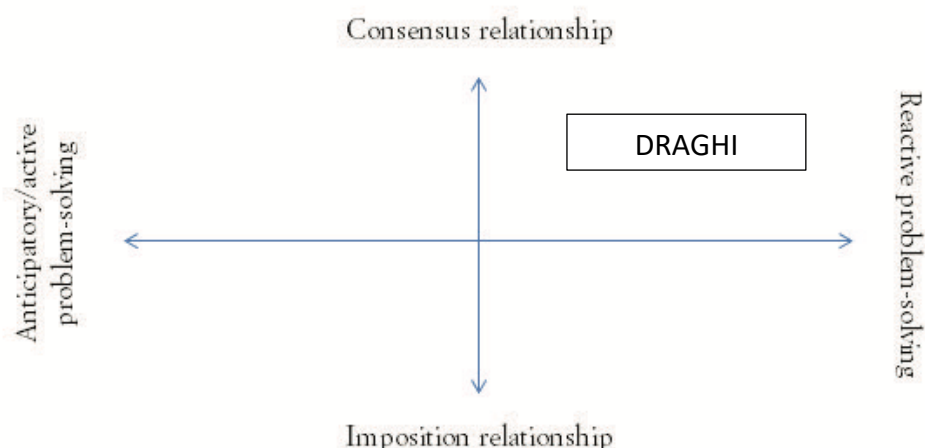 Consensus relationship
Anticipatory/active
problem-solving
DRAGHI
Reactive problem-solving
Imposition relationship